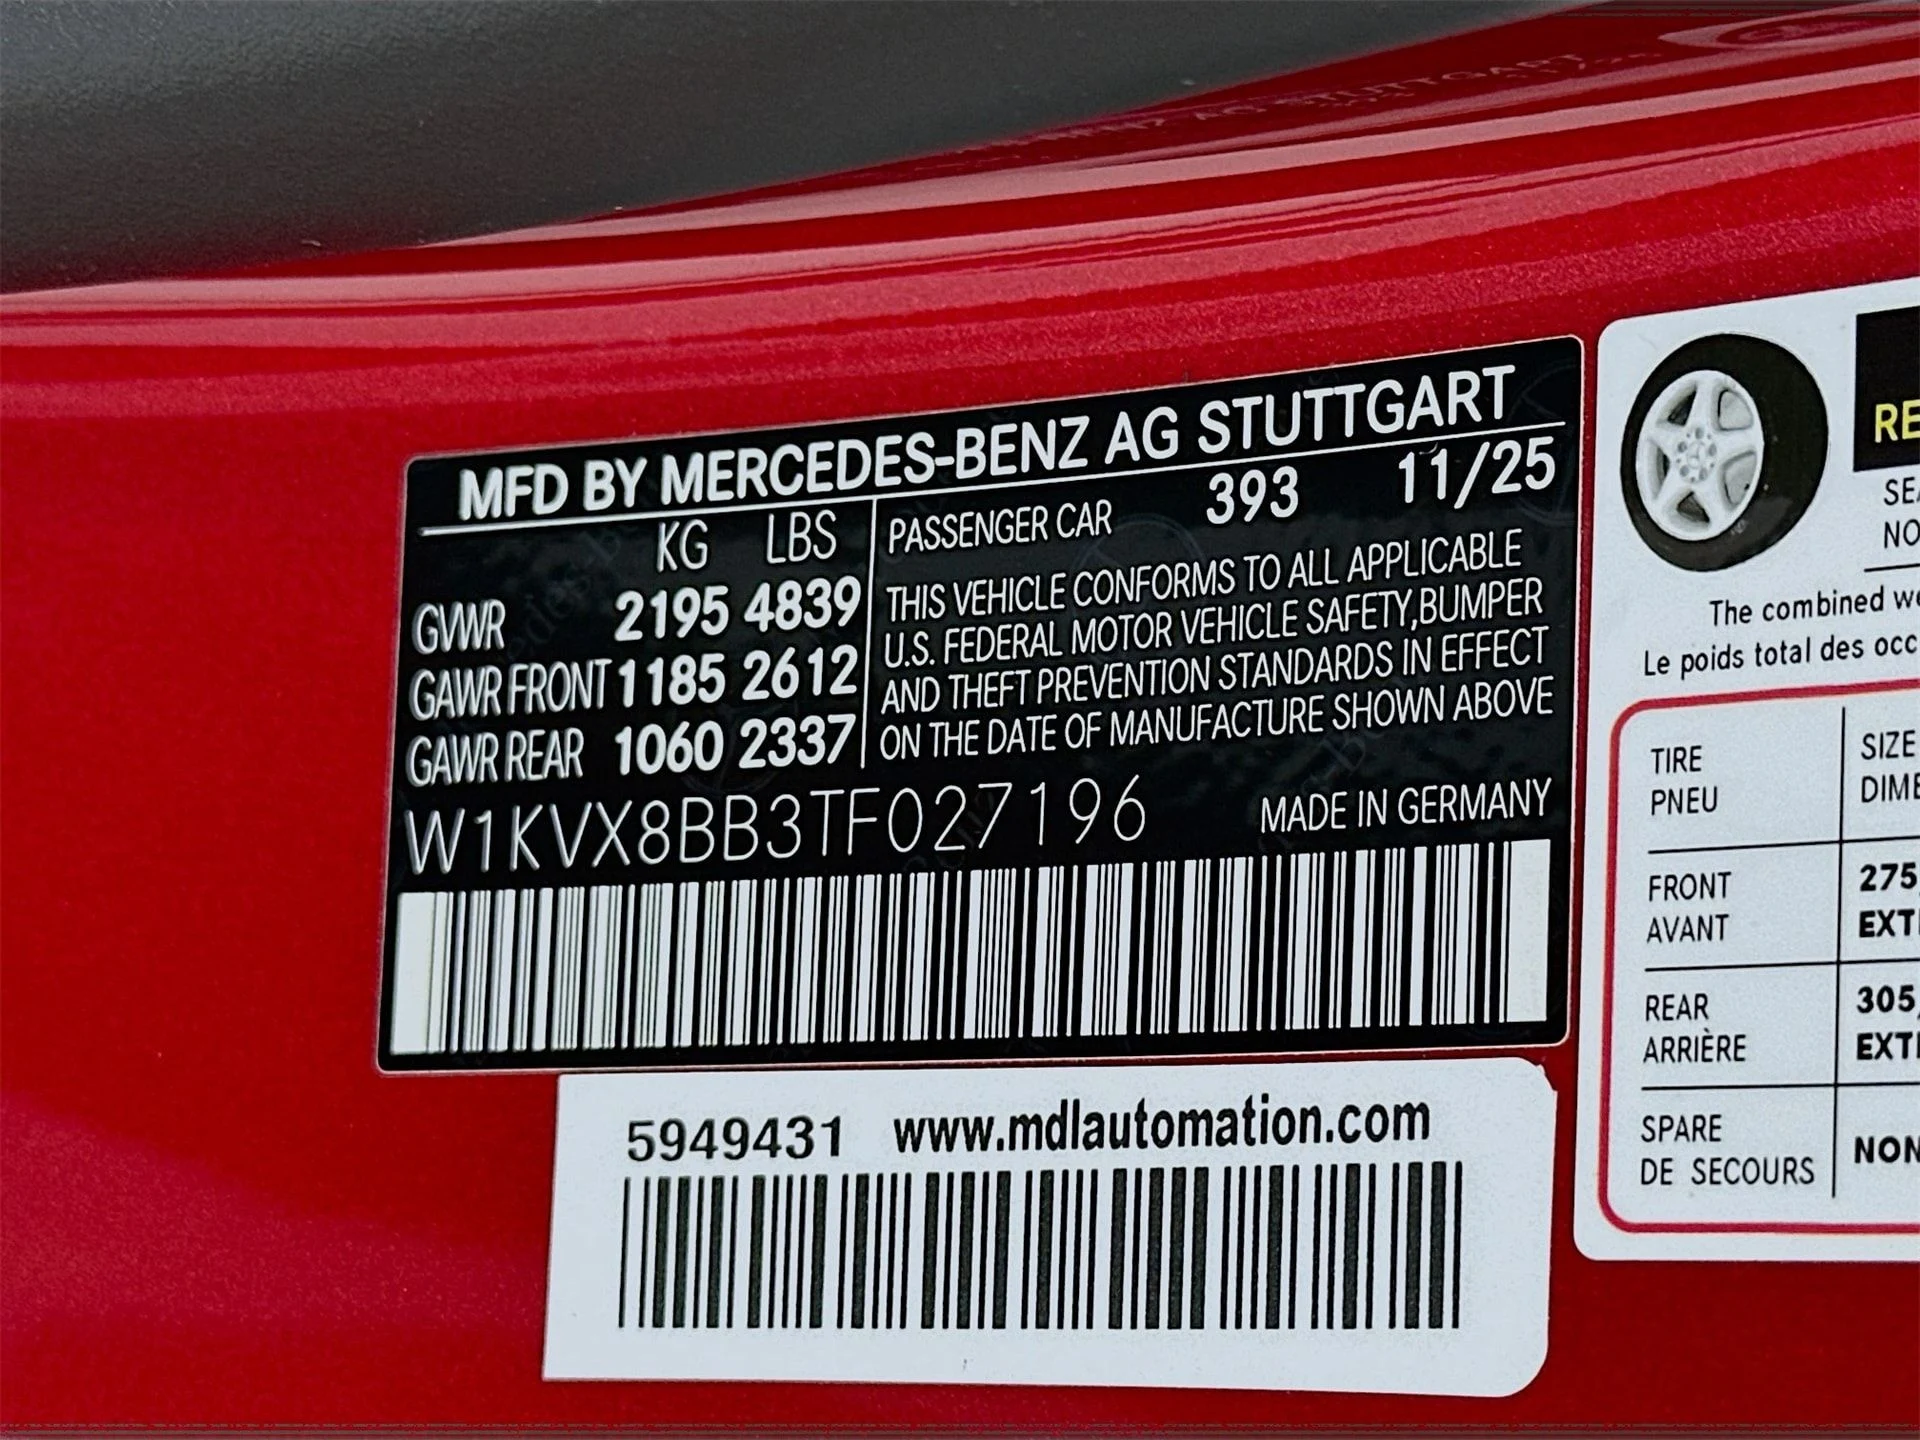 MFD BY MERCEDES-BENZ AG STUTTGART
KG LBS
GVWR 2195 4839
GAWR FRONT 1185 2612
GAWR REAR 1060 2337
PASSENGER CAR 393 11/25
THIS VEHICLE CONFORMS TO ALL APPLICABLE
U.S. FEDERAL MOTOR VEHICLE SAFETY,BUMPER
AND THEFT PREVENTION STANDARDS IN EFFECT
ON THE DATE OF MANUFACTURE SHOWN ABOVE
W1KVX8BB3TF027196 MADE IN GERMANY
5949431 www.mdlautomation.com
The combined
Le poids total des
TIRE SIZE
PNEU
FRONT 275
AVANT
REAR 305
ARRIÈRE
SPARE
DE SECOURS